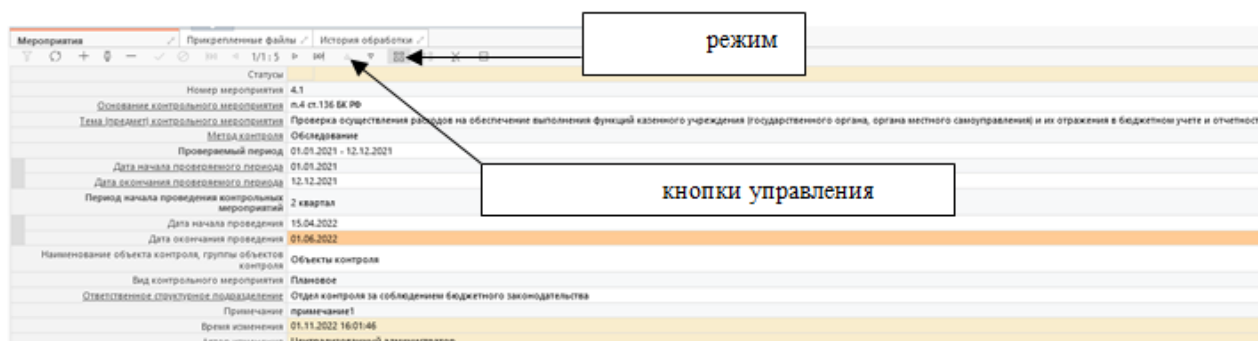 режим
Мероприятия
Прикрепленные файлы
История обработки
1/1:5
Статусы
Номер мероприятия 4.1
Основание контрольного мероприятия п.4 ст.136 БК РФ
Тема (предмет) контрольного мероприятия Проверка осуществления расходов на обеспечение выполнения функций казенного учреждения (государственного органа, органа местного самоуправления) и их отражения в бюджетном учете и отчетност
Метод контроля Обследование
Проверяемый период 01.01.2021 - 12.12.2021
Дата начала проверяемого периода 01.01.2021
Дата окончания проверяемого периода 12.12.2021
кнопки управления
Период начала проведения контрольных
мероприятий 2 квартал
Дата начала проведения 15.04.2022
Дата окончания проведения 01.06.2022
Наименование объекта контроля, группы объектов
контроля Объекты контроля
Вид контрольного мероприятия Плановое
Ответственное структурное подразделение Отдел контроля за соблюдением бюджетного законодательства
Примечание примечание1
Время изменения 01.11.2022 16:01:46